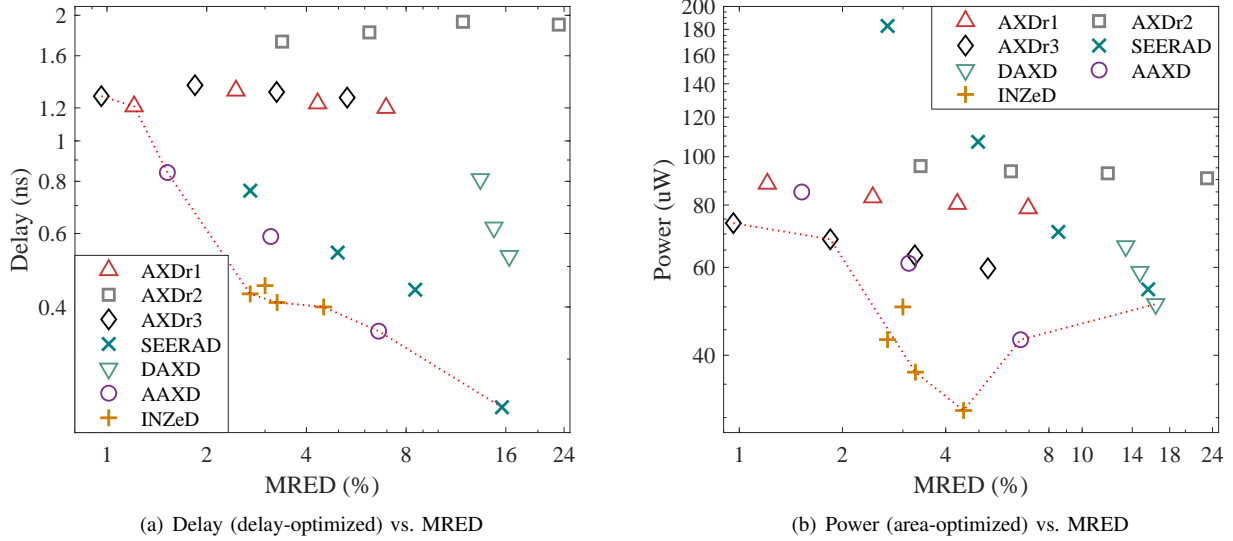 2
1.6
1.2
1
0.8
0.6
0.4
Delay (ns)
AXDr1
AXDr2
AXDr3
SEERAD
DAXD
AAXD
INZeD
1 2 4 8 16 24
MRED (%)
(a) Delay (delay-optimized) vs. MRED
200
180
160
140
120
100
80
60
40
Power (uW)
AXDr1 AXDr2
AXDr3 SEERAD
DAXD AAXD
INZeD
1 2 4 6 8 10 14 18 24
MRED (%)
(b) Power (area-optimized) vs. MRED